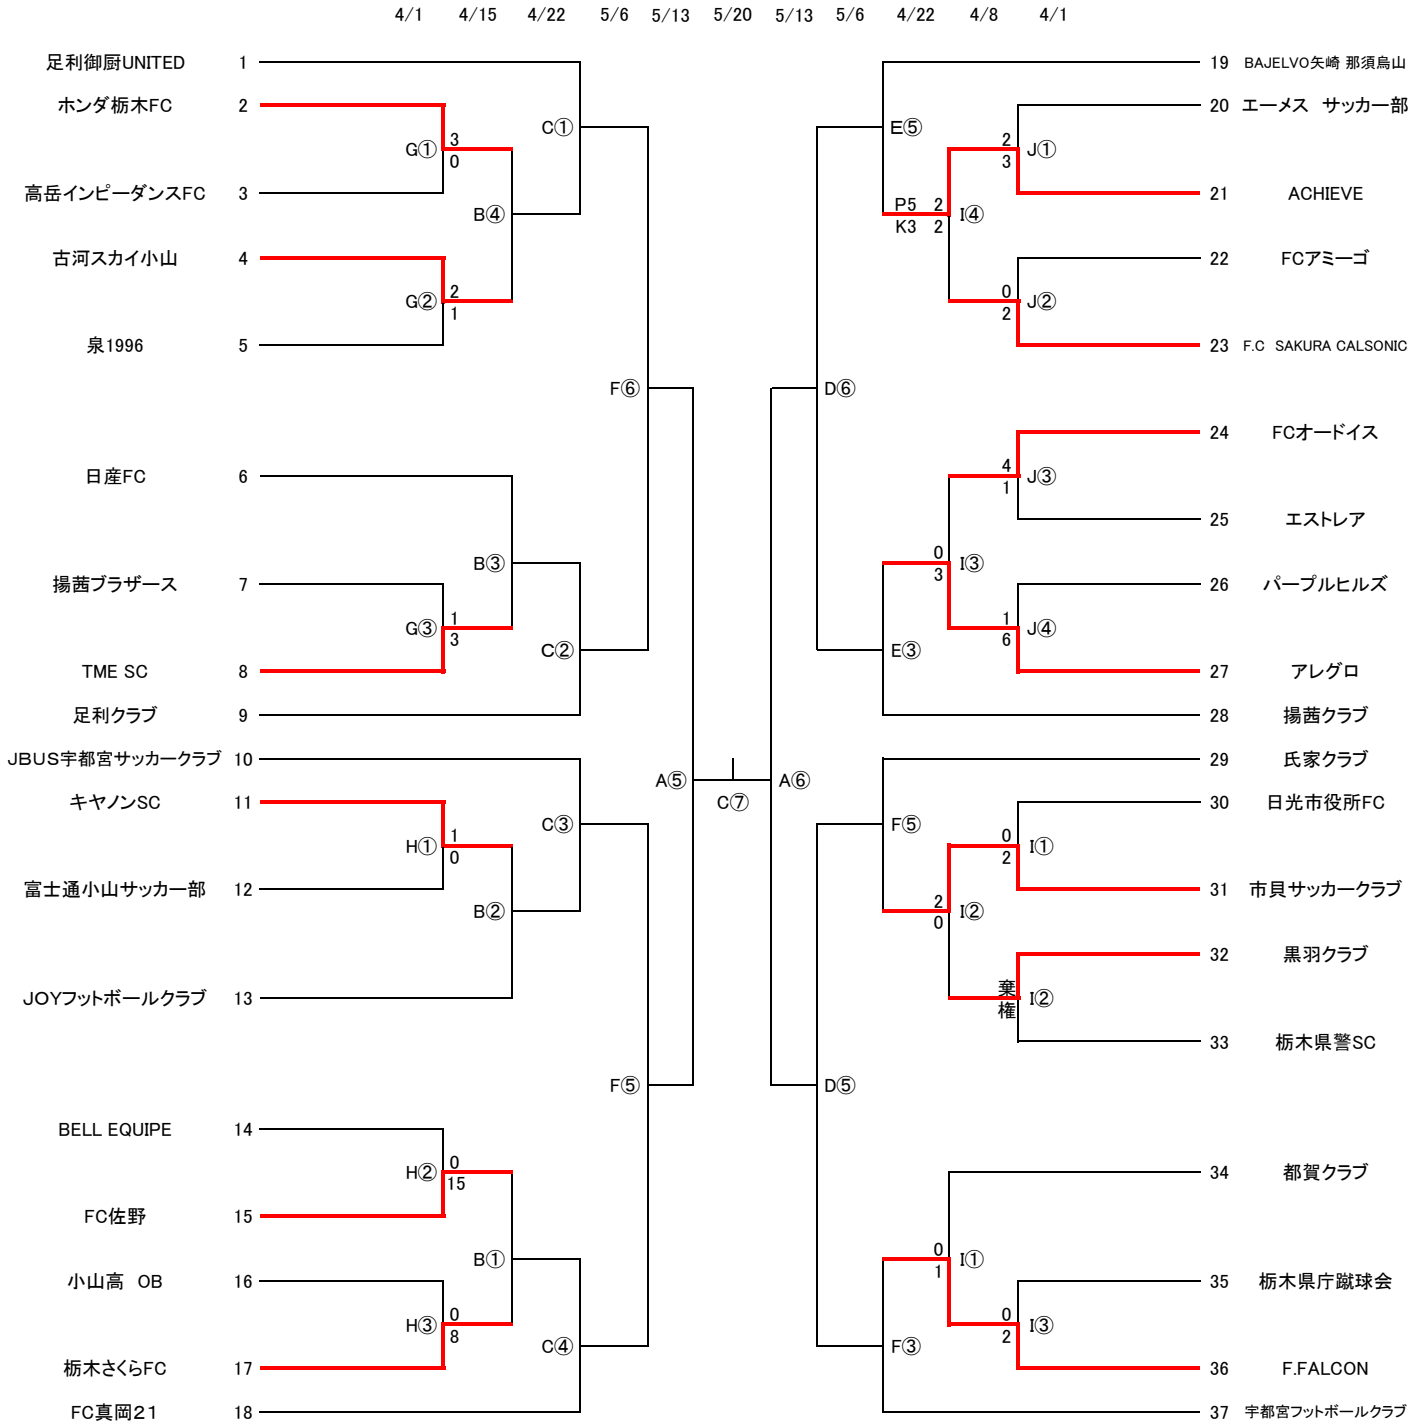 4/1 4/15 4/22 5/6 5/13 5/20 5/13 5/6 4/22 4/8 4/1
足利御厨UNITED 1
ホンダ栃木FC 2
G① 3 0
高岳インピーダンスFC 3
C①
B④
古河スカイ小山 4
G② 2 1
泉1996 5
F⑥
日産FC 6
B③
揚茜ブラザース 7
G③ 1 3
TME SC 8
C②
足利クラブ 9
JBUS宇都宮サッカークラブ 10
A⑤
キヤノンSC 11
H① 1 0
C③
富士通小山サッカー部 12
B②
JOYフットボールクラブ 13
F⑤
BELL EQUIPE 14
H② 0 15
FC佐野 15
B①
小山高 OB 16
H③ 0 8
C④
栃木さくらFC 17
FC真岡21 18
C⑦
19 BAJELVO矢崎 那須烏山
20 エーメス サッカー部
E⑤
2 3 J①
21 ACHIEVE
P5 2 I④
K3 2
22 FCアミーゴ
0 2 J②
23 F.C SAKURA CALSONIC
D⑥
24 FCオードイス
4 1 J③
25 エストレア
0 3 I③
26 パープルヒルズ
1 6 J④
27 アレグロ
E③
28 揚茜クラブ
29 氏家クラブ
A⑥
30 日光市役所FC
F⑤
0 2 I①
31 市貝サッカークラブ
2 0 I②
32 黒羽クラブ
棄権 I②
33 栃木県警SC
D⑤
34 都賀クラブ
0 1 I①
35 栃木県庁蹴球会
0 2 I③
F③
36 F.FALCON
37 宇都宮フットボールクラブ